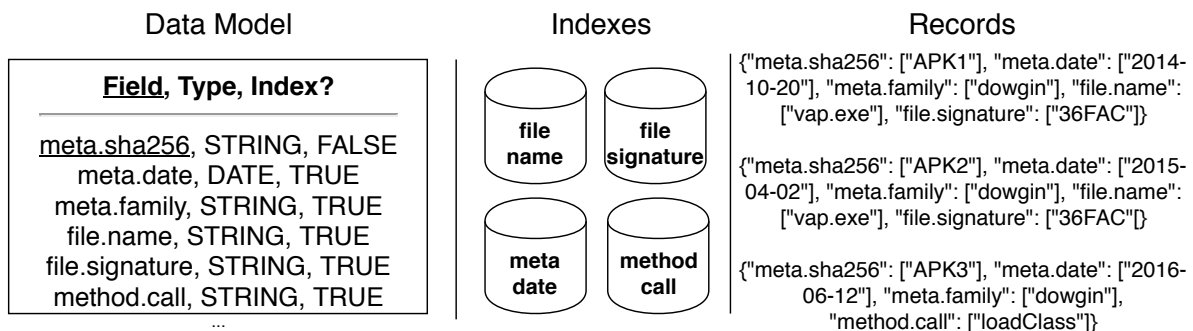 Data Model
Field, Type, Index?
meta.sha256, STRING, FALSE
meta.date, DATE, TRUE
meta.family, STRING, TRUE
file.name, STRING, TRUE
file.signature, STRING, TRUE
method.call, STRING, TRUE
...
Indexes
file
name
file
signature
meta
date
method
call
Records
{"meta.sha256": ["APK1"], "meta.date": ["2014-
10-20"], "meta.family": ["dowgin"], "file.name":
["vap.exe"], "file.signature": ["36FAC"]}
{"meta.sha256": ["APK2"], "meta.date": ["2015-
04-02"], "meta.family": ["dowgin"], "file.name":
["vap.exe"], "file.signature": ["36FAC"[}
{"meta.sha256": ["APK3"], "meta.date": ["2016-
06-12"], "meta.family": ["dowgin"],
"method.call": ["loadClass"]}